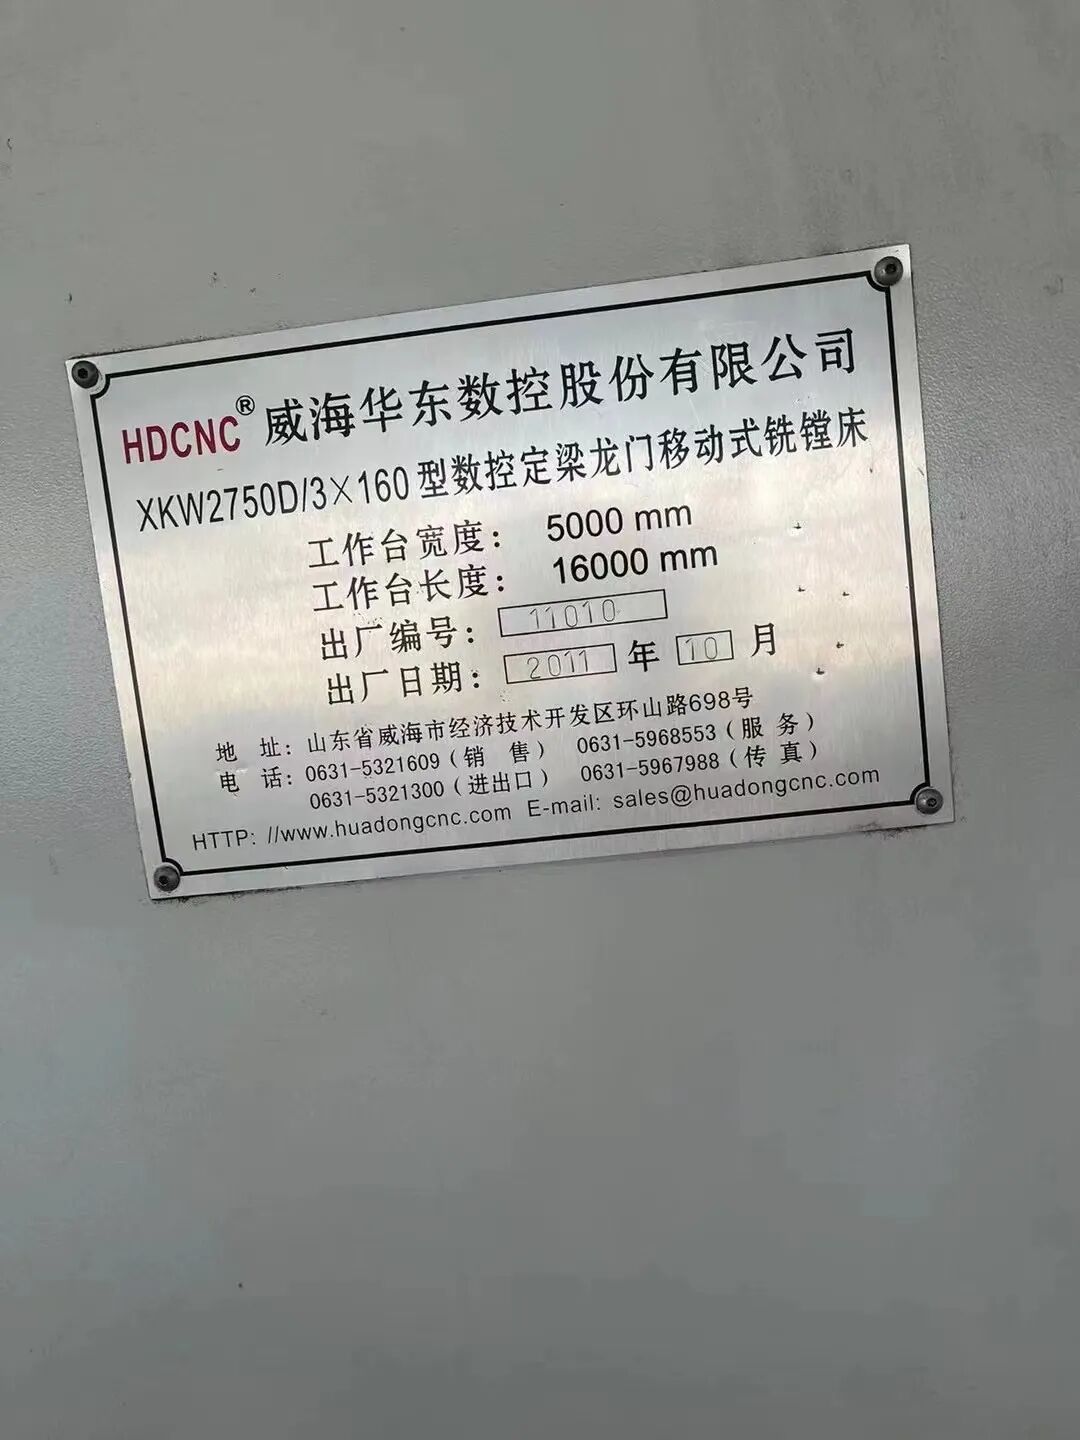 HDCNC® 威海华东数控股份有限公司
XKW2750D/3×160型数控定梁龙门移动式铣镗床
工作台宽度： 5000 mm
工作台长度： 16000 mm
出厂编号： 11010
出厂日期： 2011 年 10 月
地 址：山东省威海市经济技术开发区环山路698号
电 话：0631-5321609（销 售） 0631-5968553（服 务）
0631-5321300（进出口） 0631-5967988（传 真）
HTTP: //www.huadongcnc.com E-mail: sales@huadongcnc.com